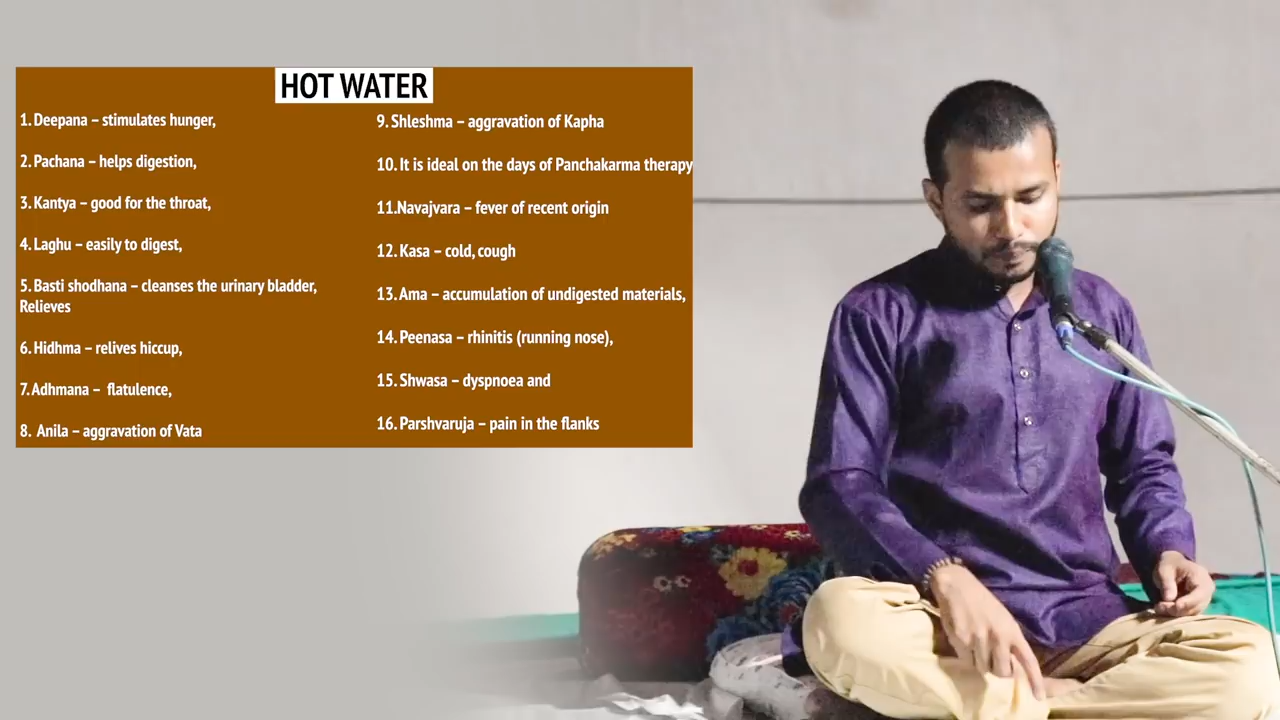 HOT WATER
1. Deepana – stimulates hunger,
2. Pachana – helps digestion,
3. Kantya – good for the throat,
4. Laghu – easily to digest,
5. Basti shodhana – cleanses the urinary bladder,
Relieves
6. Hidhma – relives hiccup,
7. Adhmana –  flatulence,
8.  Anila – aggravation of Vata
9. Shleshma – aggravation of Kapha
10. It is ideal on the days of Panchakarma therapy
11.Navajvara – fever of recent origin
12. Kasa – cold, cough
13. Ama – accumulation of undigested materials,
14. Peenasa – rhinitis (running nose),
15. Shwasa – dyspnoea and
16. Parshvaruja – pain in the flanks